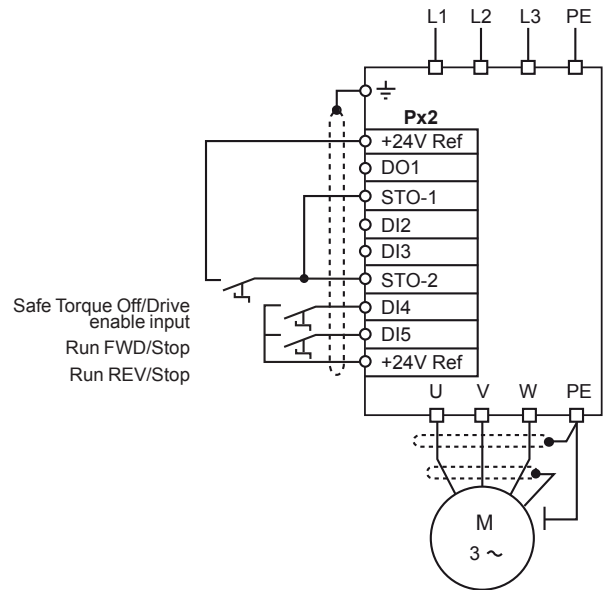 L1 L2 L3 PE
Px2
+24V Ref
DO1
STO-1
DI2
DI3
STO-2
DI4
DI5
+24V Ref
Safe Torque Off/Drive
enable input
Run FWD/Stop
Run REV/Stop
U V W PE
M
3 ~